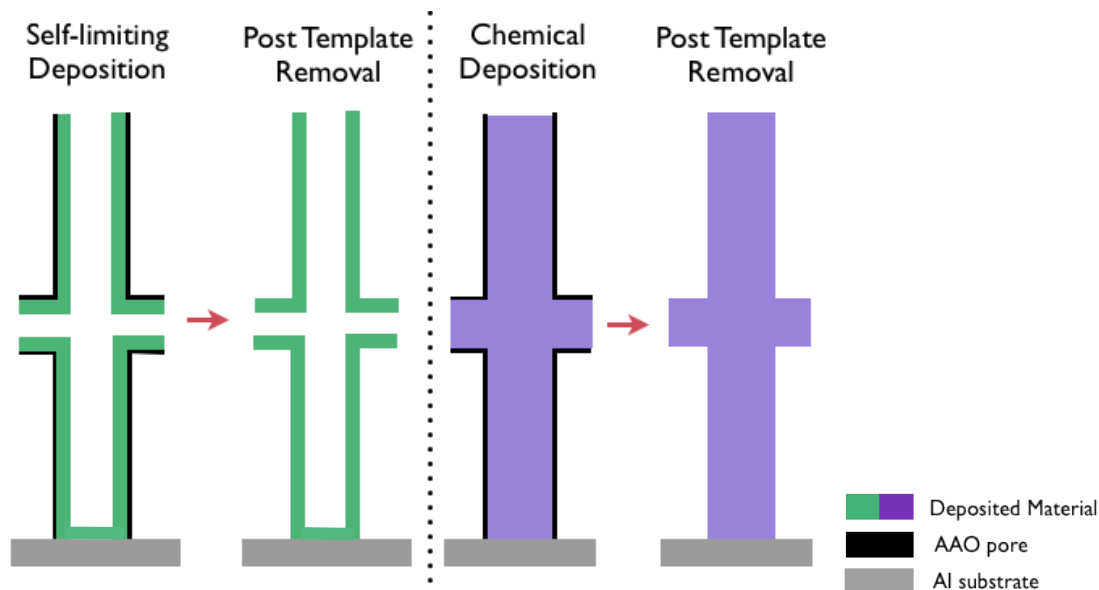 Self-limiting
Deposition
Post Template
Removal
Chemical
Deposition
Post Template
Removal
Deposited Material
AAO pore
Al substrate